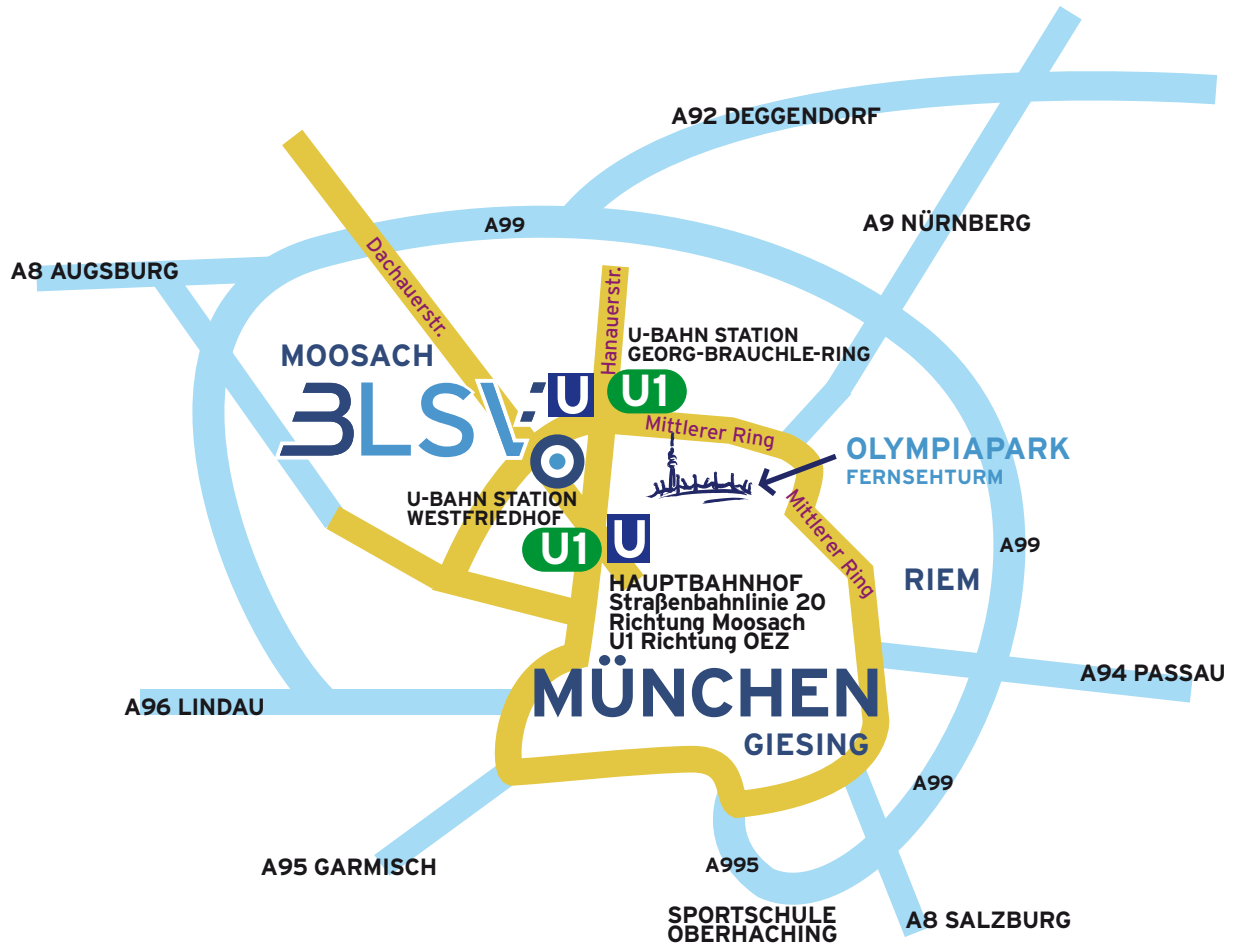 A92 DEGGENDORF
A99
A9 NÜRNBERG
A8 AUGSBURG
Dachauerstr.
Hanauerstr.
U-BAHN STATION
GEORG-BRAUCHLE-RING
MOOSACH
BLSV
U
U1
Mittlerer Ring
OLYMPIAPARK
FERNSEHTURM
U-BAHN STATION
WESTFRIEDHOF
U1
U
Mittlerer Ring
A99
RIEM
HAUPTBAHNHOF
Straßenbahnlinie 20
Richtung Moosach
U1 Richtung OEZ
MÜNCHEN
GIESING
A94 PASSAU
A96 LINDAU
A99
A95 GARMISCH
A995
SPORTSCHULE
OBERHACHING
A8 SALZBURG